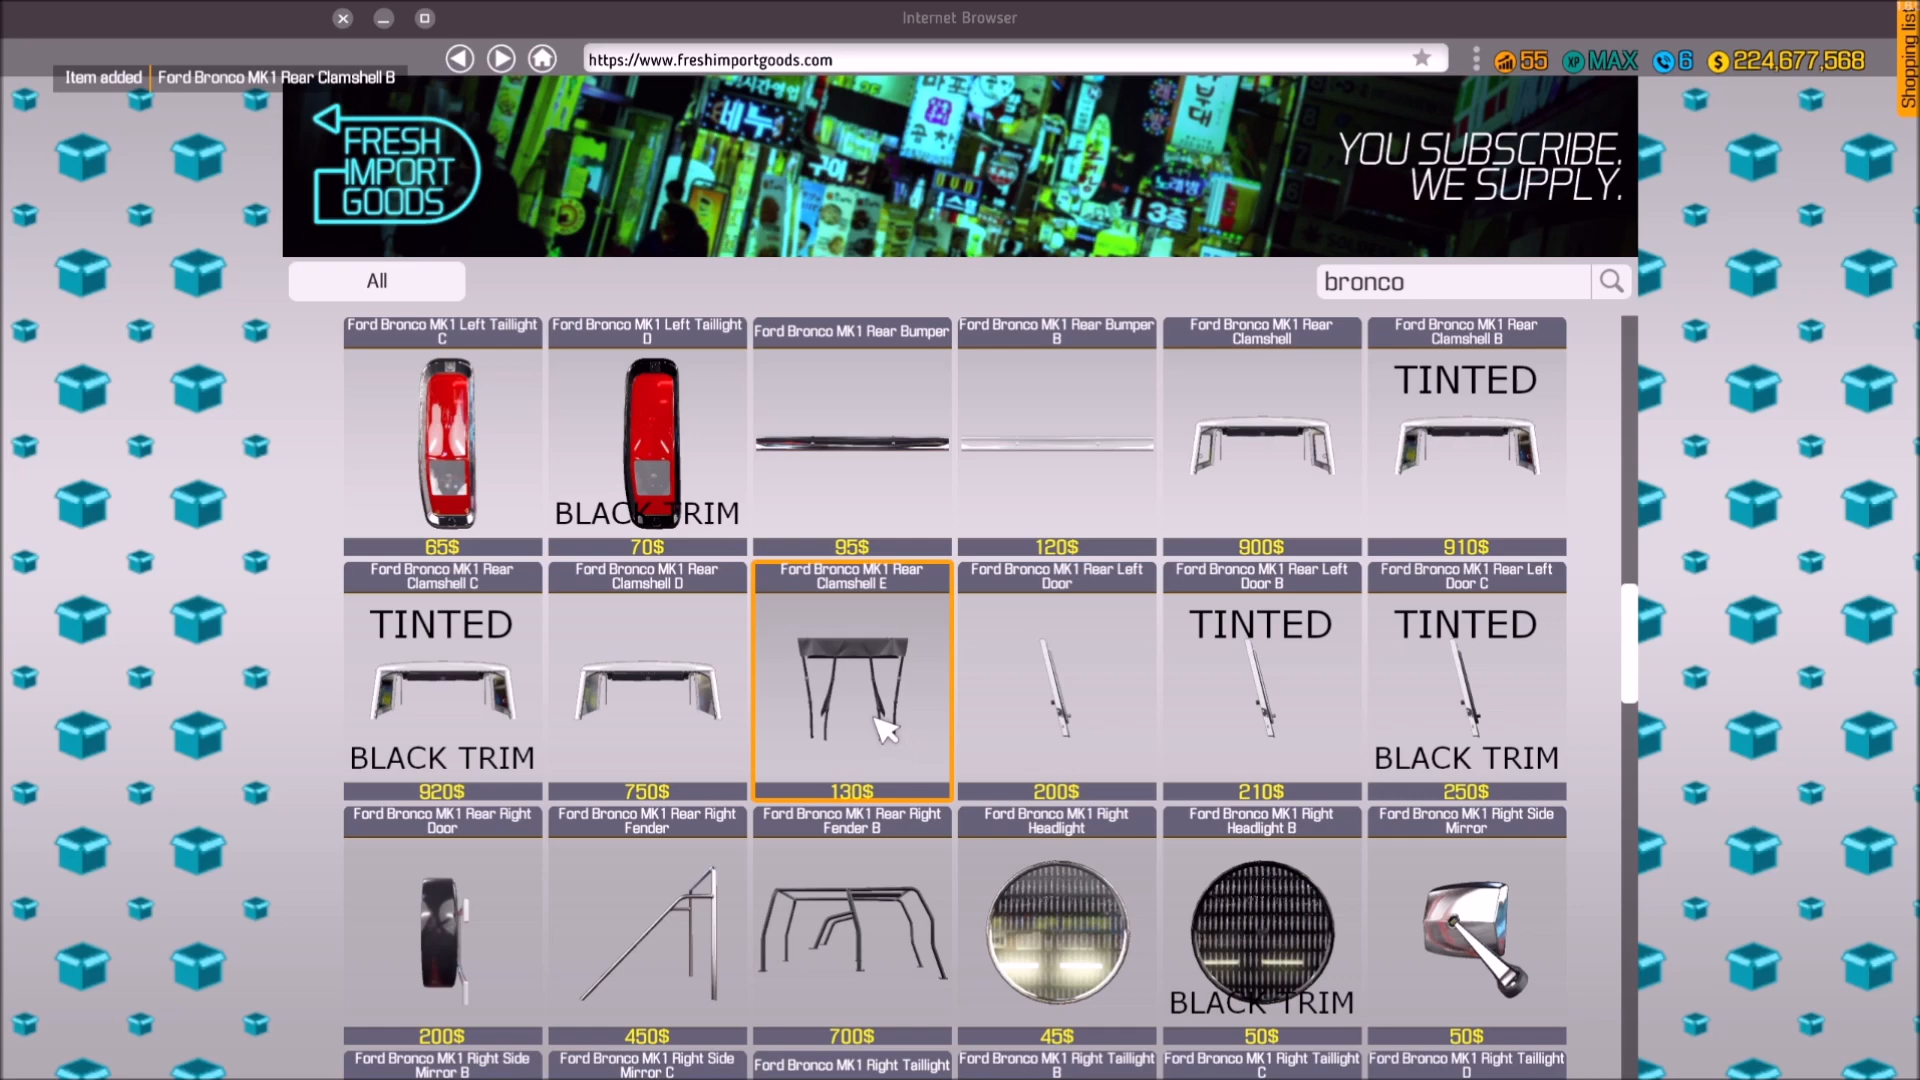 Internet Browser
Shopping list
https://www.freshimportgoods.com
55
XP MAX
6
$ 224,677,568
Item added Ford Bronco MK1 Rear Clamshell B
FRESH
IMPORT
GOODS
YOU SUBSCRIBE.
WE SUPPLY.
All
bronco
Ford Bronco MK1 Left Taillight
C
65$
Ford Bronco MK1 Left Taillight
D
BLACK TRIM
70$
Ford Bronco MK1 Rear Bumper
95$
Ford Bronco MK1 Rear Bumper
B
120$
Ford Bronco MK1 Rear
Clamshell
900$
Ford Bronco MK1 Rear
Clamshell B
TINTED
910$
Ford Bronco MK1 Rear
Clamshell C
TINTED
BLACK TRIM
920$
Ford Bronco MK1 Rear
Clamshell D
750$
Ford Bronco MK1 Rear
Clamshell E
130$
Ford Bronco MK1 Rear Left
Door
200$
Ford Bronco MK1 Rear Left
Door B
TINTED
210$
Ford Bronco MK1 Rear Left
Door C
TINTED
BLACK TRIM
250$
Ford Bronco MK1 Rear Right
Door
200$
Ford Bronco MK1 Rear Right
Fender
450$
Ford Bronco MK1 Rear Right
Fender B
700$
Ford Bronco MK1 Right
Headlight
45$
Ford Bronco MK1 Right
Headlight B
BLACK TRIM
50$
Ford Bronco MK1 Right Side
Mirror
50$
Ford Bronco MK1 Right Side
Mirror B
Ford Bronco MK1 Right Side
Mirror C
Ford Bronco MK1 Right Taillight
Ford Bronco MK1 Right Taillight
B
Ford Bronco MK1 Right Taillight
C
Ford Bronco MK1 Right Taillight
D